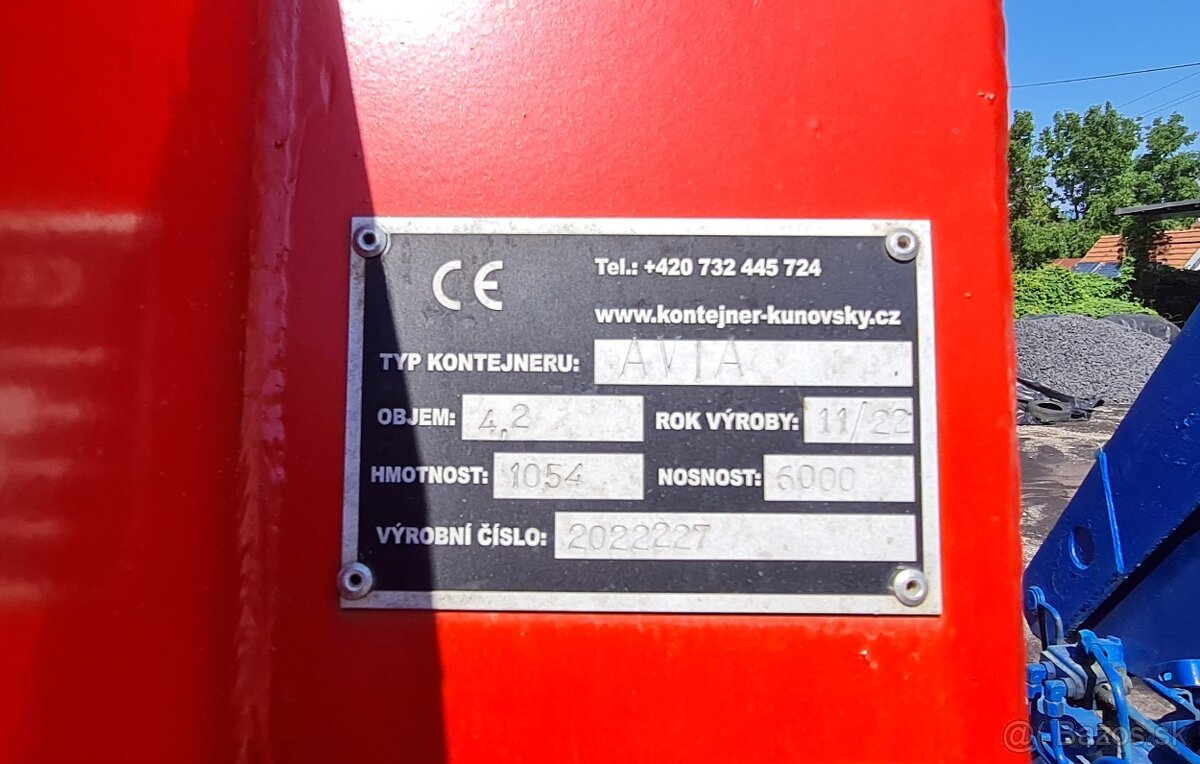 CE
Tel.: +420 732 445 724
www.kontejner-kunovsky.cz
TYP KONTEJNERU: AVIA
OBJEM: 4,2 ROK VÝROBY: 11/22
HMOTNOST: 1054 NOSNOST: 6000
VÝROBNÍ ČÍSLO: 2022227
Bazos.sk